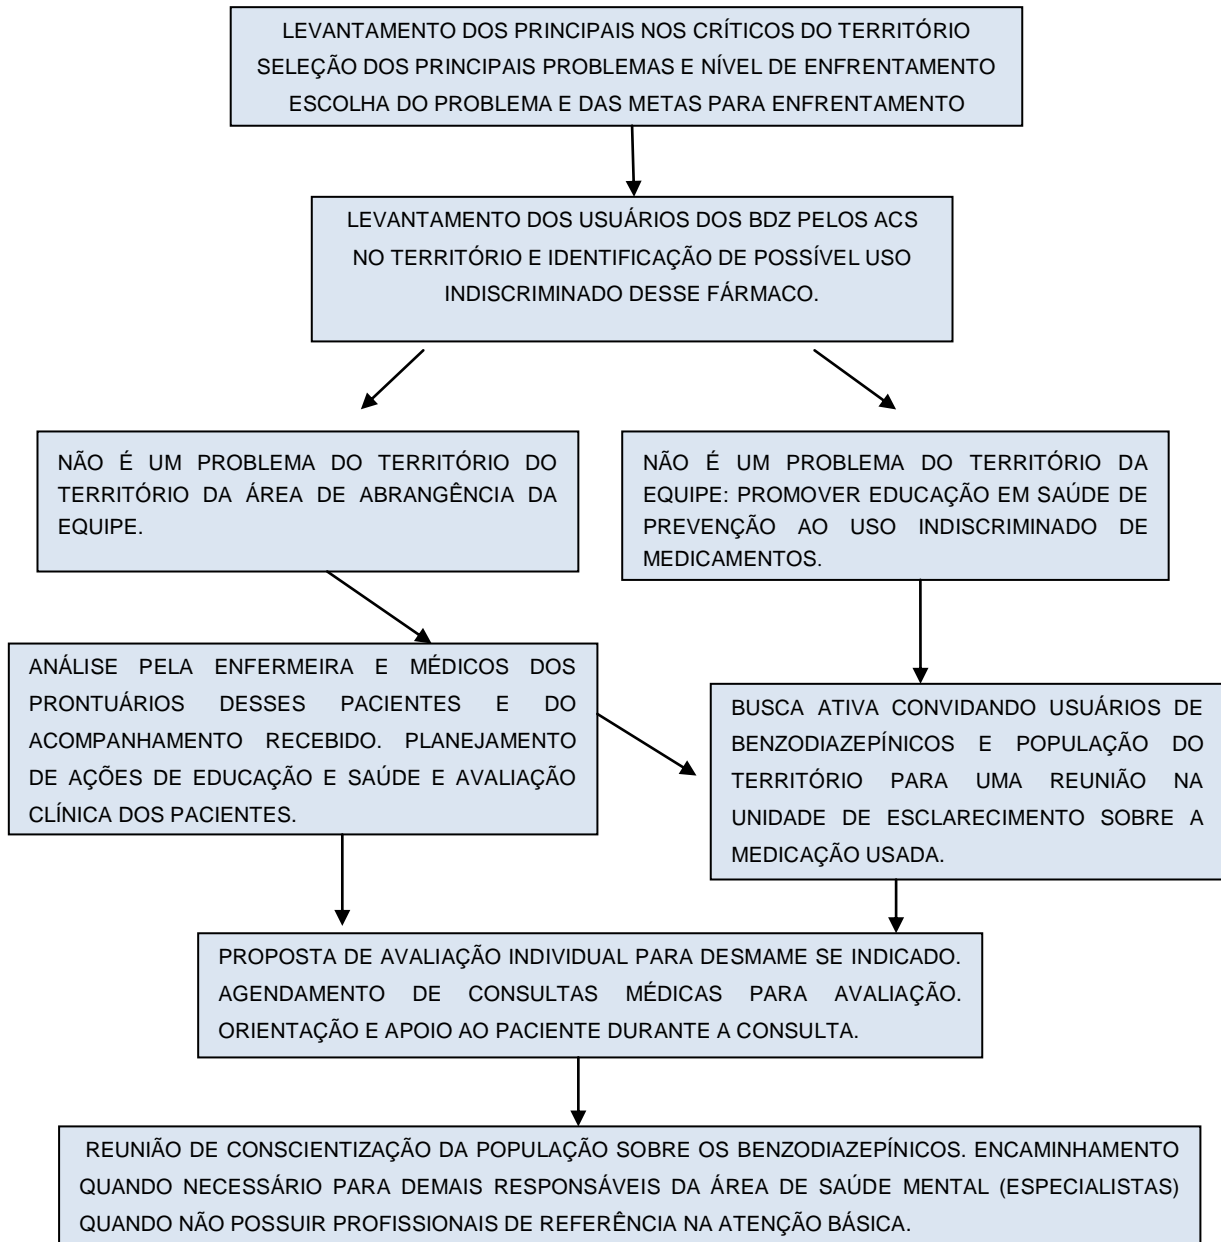 LEVANTAMENTO DOS PRINCIPAIS NOS CRÍTICOS DO TERRITÓRIO
SELEÇÃO DOS PRINCIPAIS PROBLEMAS E NÍVEL DE ENFRENTAMENTO
ESCOLHA DO PROBLEMA E DAS METAS PARA ENFRENTAMENTO
LEVANTAMENTO DOS USUÁRIOS DOS BDZ PELOS ACS
NO TERRITÓRIO E IDENTIFICAÇÃO DE POSSÍVEL USO
INDISCRIMINADO DESSE FÁRMACO.
NÃO É UM PROBLEMA DO TERRITÓRIO DO
TERRITÓRIO DA ÁREA DE ABRANGÊNCIA DA
EQUIPE.
NÃO É UM PROBLEMA DO TERRITÓRIO DA
EQUIPE: PROMOVER EDUCAÇÃO EM SAÚDE DE
PREVENÇÃO AO USO INDISCRIMINADO DE
MEDICAMENTOS.
ANÁLISE PELA ENFERMEIRA E MÉDICOS DOS
PRONTUÁRIOS DESSES PACIENTES E DO
ACOMPANHAMENTO RECEBIDO. PLANEJAMENTO
DE AÇÕES DE EDUCAÇÃO E SAÚDE E AVALIAÇÃO
CLÍNICA DOS PACIENTES.
BUSCA ATIVA CONVIDANDO USUÁRIOS DE
BENZODIAZEPÍNICOS E POPULAÇÃO DO
TERRITÓRIO PARA UMA REUNIÃO NA
UNIDADE DE ESCLARECIMENTO SOBRE A
MEDICAÇÃO USADA.
PROPOSTA DE AVALIAÇÃO INDIVIDUAL PARA DESMAME SE INDICADO.
AGENDAMENTO DE CONSULTAS MÉDICAS PARA AVALIAÇÃO.
ORIENTAÇÃO E APOIO AO PACIENTE DURANTE A CONSULTA.
REUNIÃO DE CONSCIENTIZAÇÃO DA POPULAÇÃO SOBRE OS BENZODIAZEPÍNICOS. ENCAMINHAMENTO
QUANDO NECESSÁRIO PARA DEMAIS RESPONSÁVEIS DA ÁREA DE SAÚDE MENTAL (ESPECIALISTAS)
QUANDO NÃO POSSUIR PROFISSIONAIS DE REFERÊNCIA NA ATENÇÃO BÁSICA.